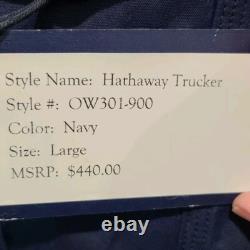 Style Name: Hathaway Trucker
Style #: OW301-900
Color: Navy
Size: Large
MSRP: $440.00